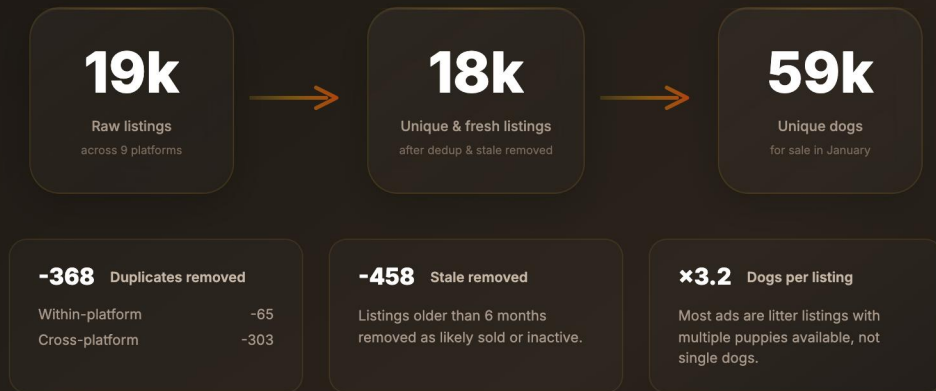 19k
Raw listings
across 9 platforms
18k
Unique & fresh listings
after dedup & stale removed
59k
Unique dogs
for sale in January
-368 Duplicates removed
Within-platform -65
Cross-platform -303
-458 Stale removed
Listings older than 6 months
removed as likely sold or inactive.
×3.2 Dogs per listing
Most ads are litter listings with
multiple puppies available, not
single dogs.